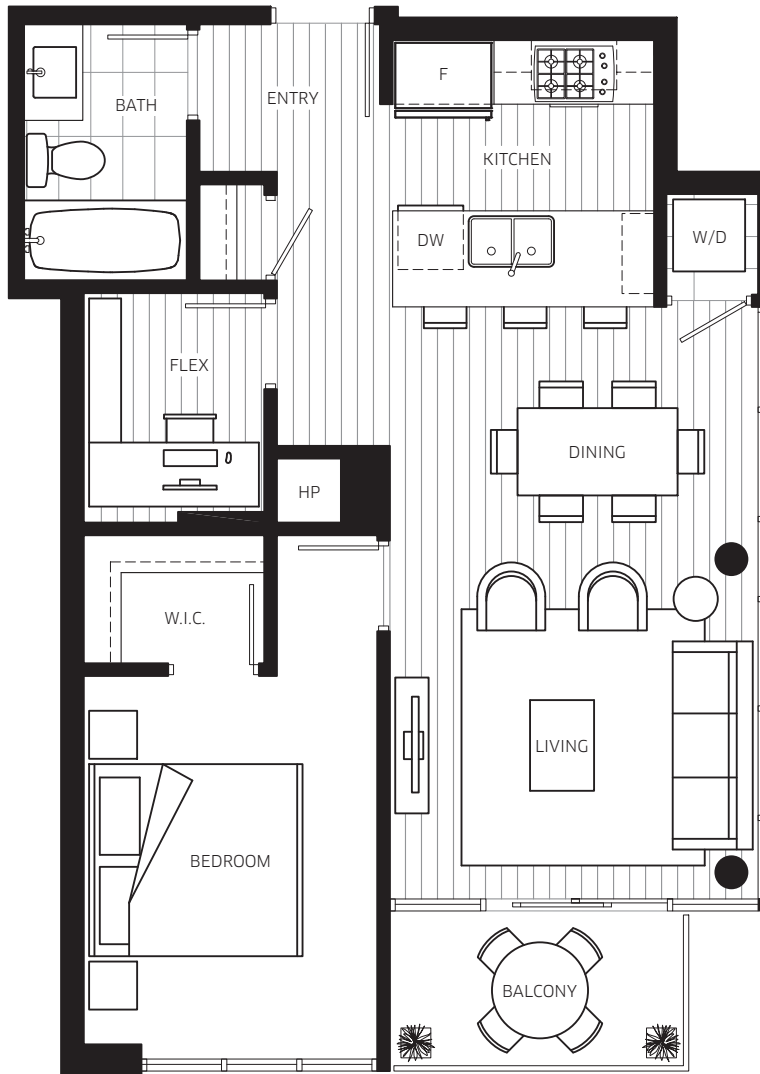 F
BATH
ENTRY
KITCHEN
DW
W/D
FLEX
DINING
HP
W.I.C.
LIVING
BEDROOM
BALCONY